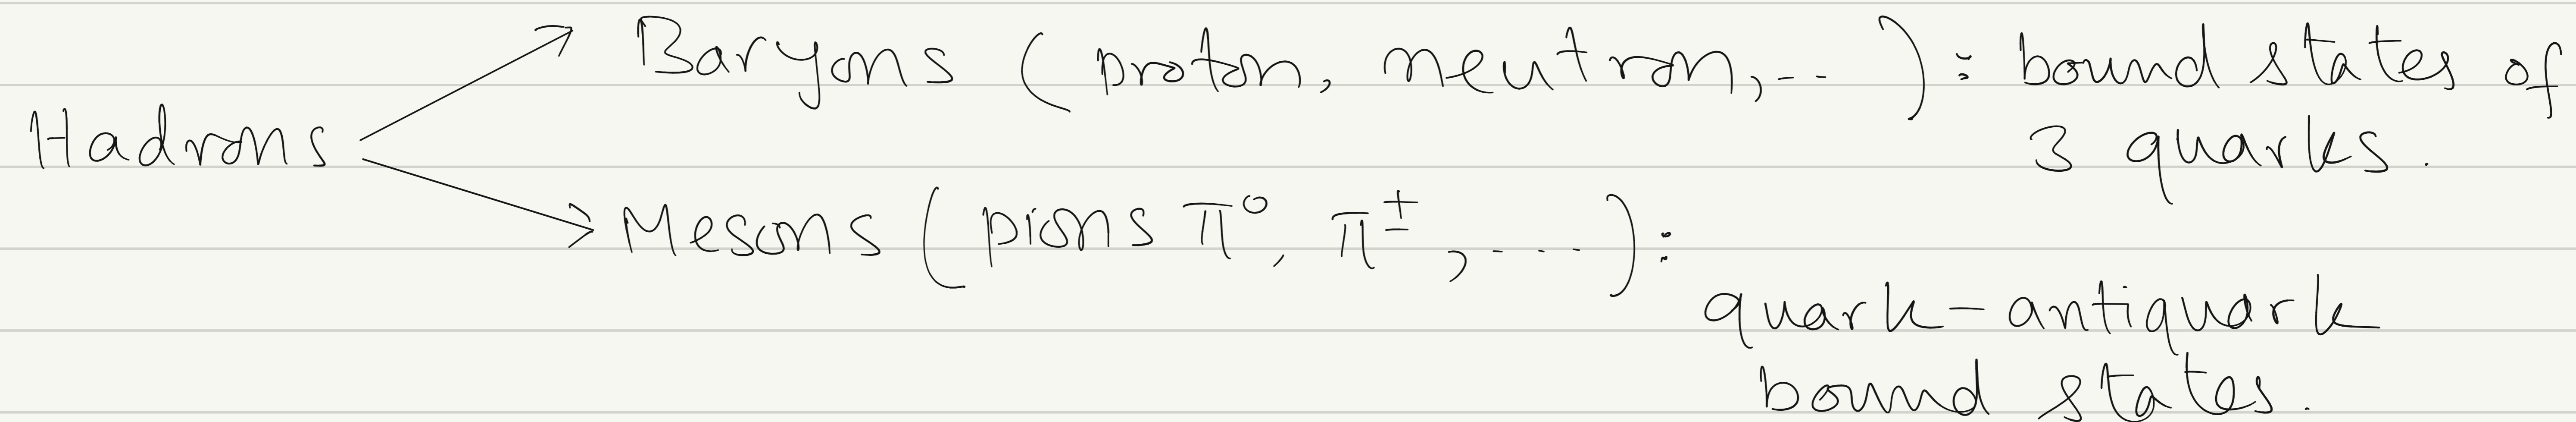 Baryons (proton, neutron,--) : bound states of
Hadrons
3 quarks.
Mesons (pions π⁰, π^±, ----) :
quark-antiquark
bound states.